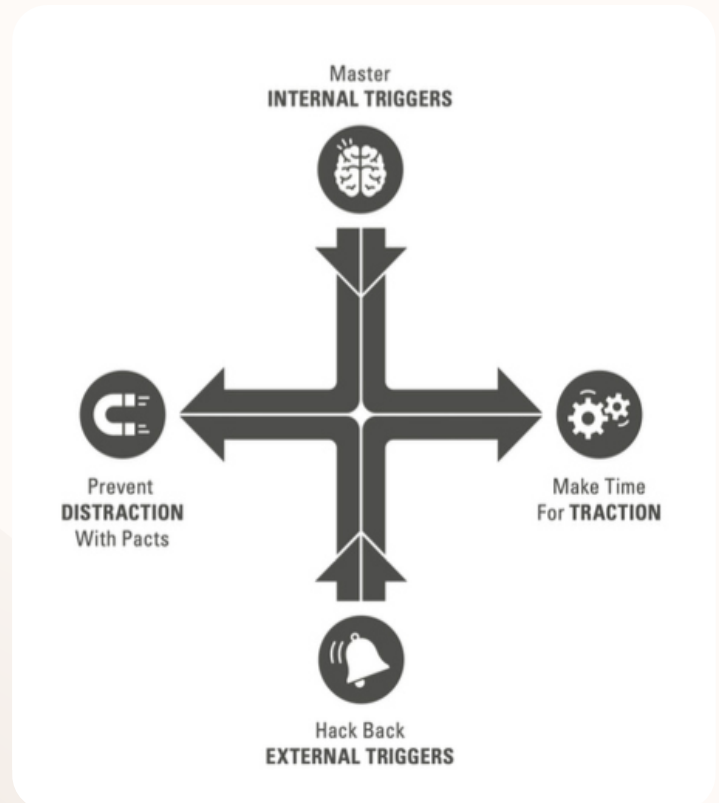 Master
INTERNAL TRIGGERS
Prevent
DISTRACTION
With Pacts
Make Time
For TRACTION
Hack Back
EXTERNAL TRIGGERS